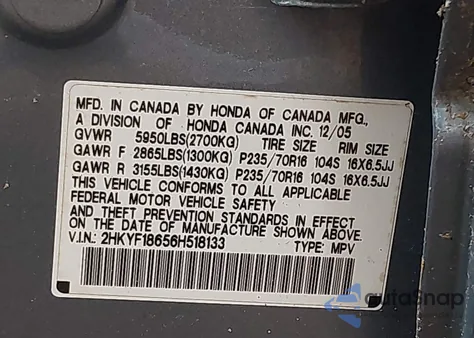 MFD. IN CANADA BY HONDA OF CANADA MFG.,
A DIVISION OF HONDA CANADA INC. 12/05
GVWR 5950LBS(2700KG) TIRE SIZE RIM SIZE
GAWR F 2865LBS(1300KG) P235/70R16 104S 16X6.5JJ
GAWR R 3155LBS(1430KG) P235/70R16 104S 16X6.5JJ
THIS VEHICLE CONFORMS TO ALL APPLICABLE
FEDERAL MOTOR VEHICLE SAFETY
AND THEFT PREVENTION STANDARDS IN EFFECT
ON THE DATE OF MANUFACTURE SHOWN ABOVE.
V.I.N.: 2HKYF18656H518133 TYPE: MPV
autoSnap